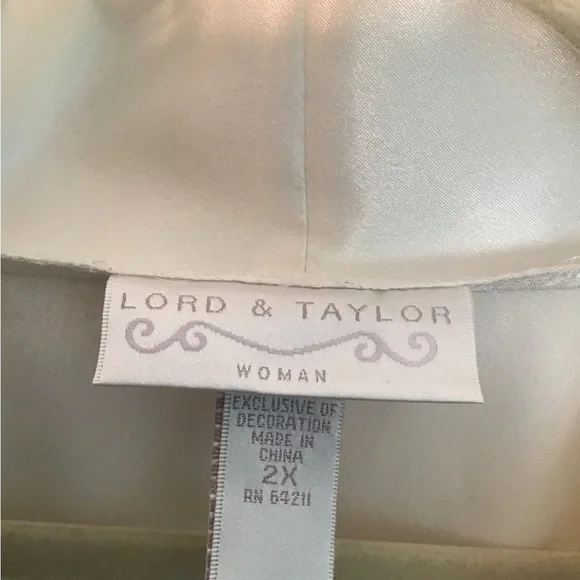 LORD & TAYLOR
WOMAN
EXCLUSIVE OF
DECORATION
MADE IN
CHINA
2X
RN 64211